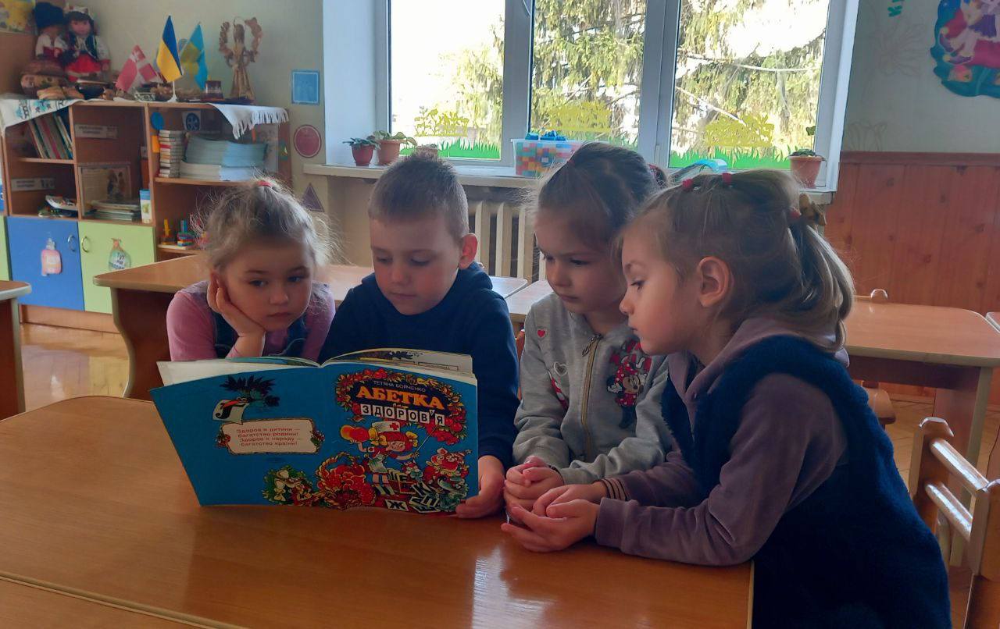 ТЕТЯНА БОЙЧЕНКО
АБЕТКА
ЗДОРОВ'Я
Здоров'я дитини —
багатство родини!
Здоров'я народу —
багатство країни!
Ж